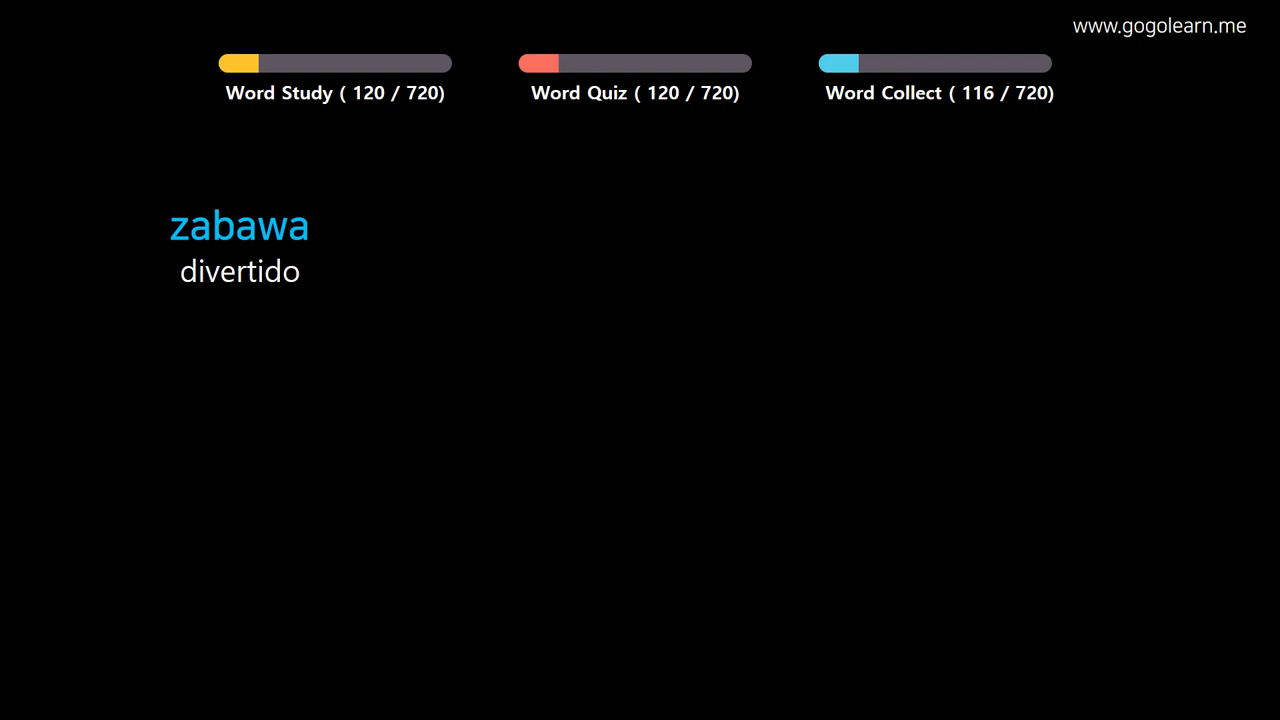 www.gogolearn.me
Word Study ( 120 / 720)
Word Quiz ( 120 / 720)
Word Collect ( 116 / 720)
zabawa
divertido